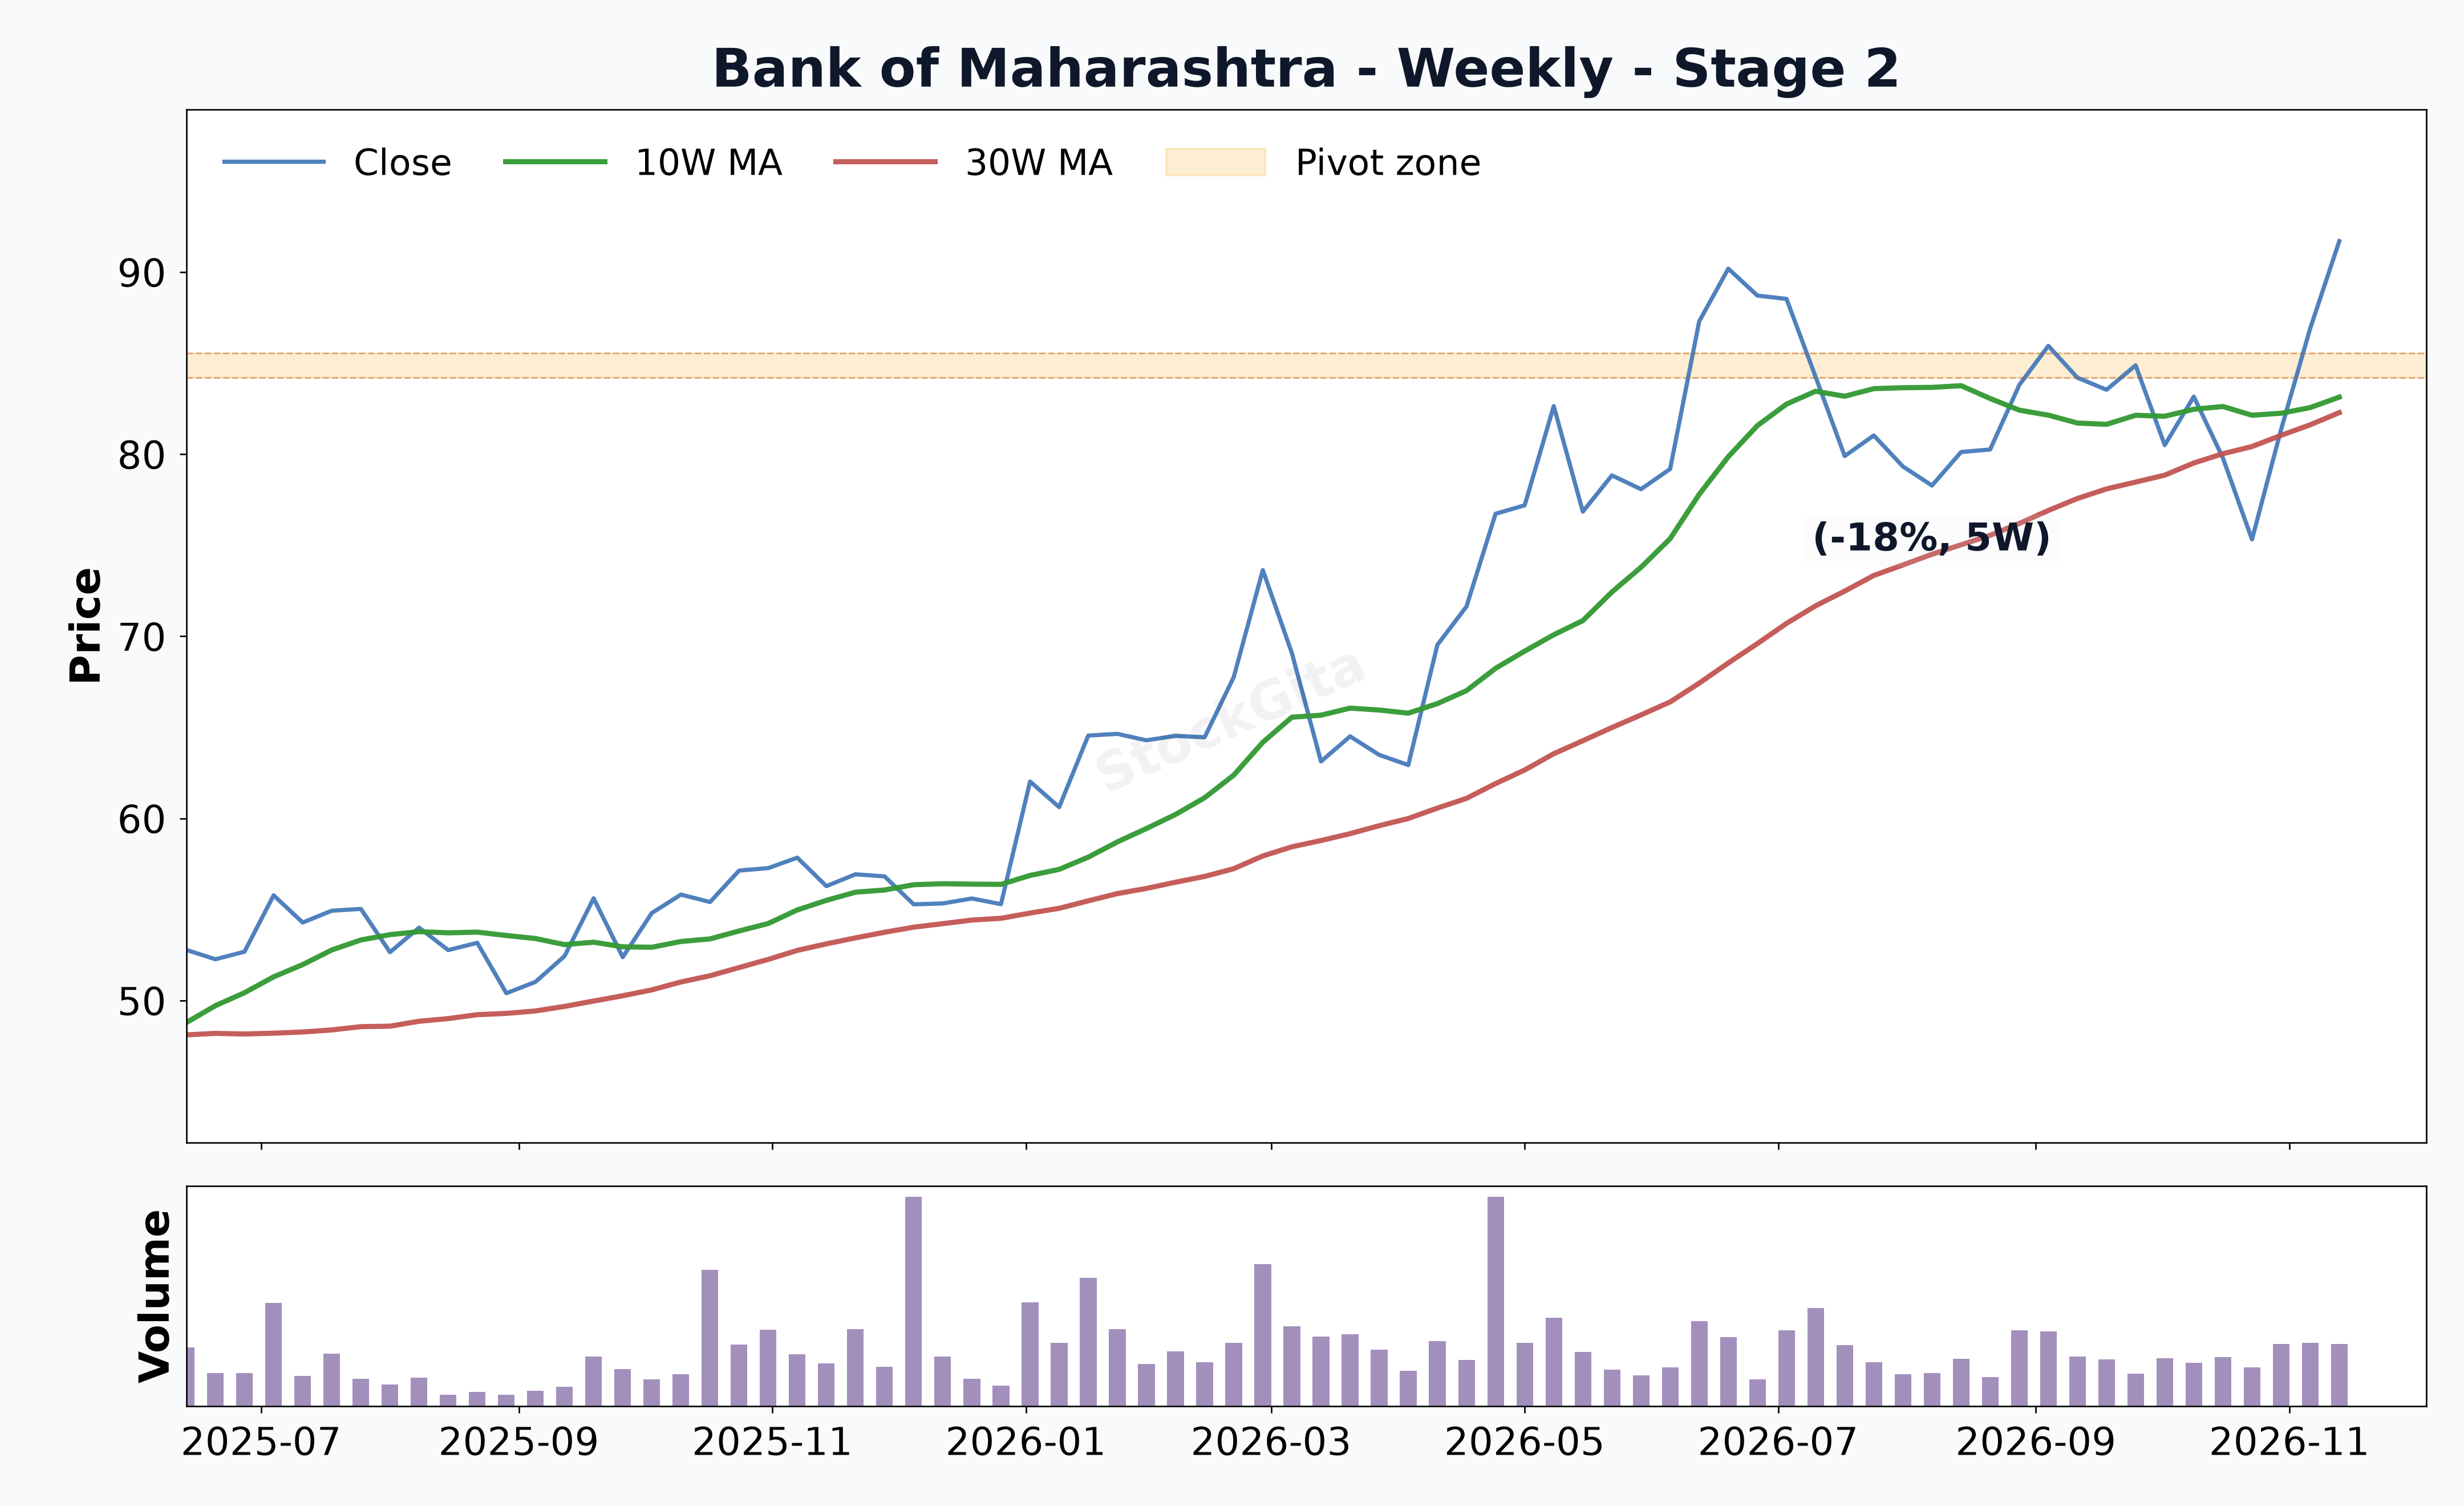 Bank of Maharashtra - Weekly - Stage 2
Close
10W MA
30W MA
Pivot zone
90
80
70
60
50
Price
(-18%, 5W)
StockGita
Volume
2025-07
2025-09
2025-11
2026-01
2026-03
2026-05
2026-07
2026-09
2026-11